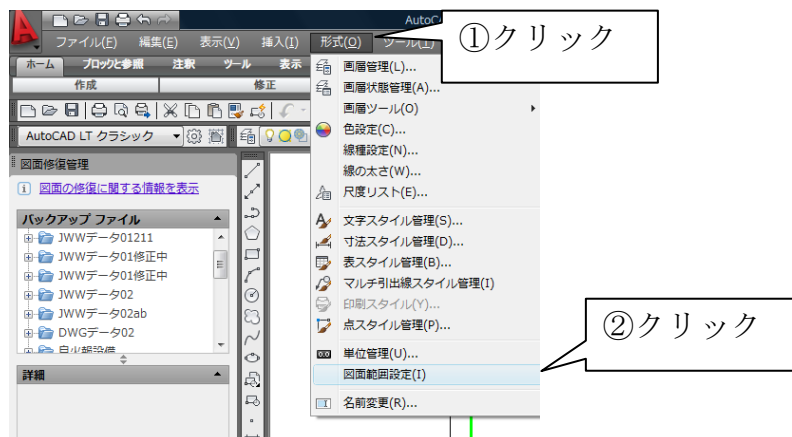 AutoC
①クリック
ファイル(F) 編集(E) 表示(V) 挿入(I) 形式(O) ツール(T)
ホーム ブロックと参照 注釈 ツール 表示
作成 修正
AutoCAD LT クラシック
図面修復管理
図面の修復に関する情報を表示
バックアップ ファイル
JWWデータ01211
JWWデータ01修正中
JWWデータ01修正中
JWWデータ02
JWWデータ02ab
DWGデータ02
自火報設備
詳細
画層管理(L)...
画層状態管理(A)...
画層ツール(O)
色設定(C)...
線種設定(N)...
線の太さ(W)...
尺度リスト(E)...
文字スタイル管理(S)...
寸法スタイル管理(D)...
表スタイル管理(B)...
マルチ引出線スタイル管理(I)
印刷スタイル(Y)...
点スタイル管理(P)...
単位管理(U)...
図面範囲設定(I)
名前変更(R)...
②クリック